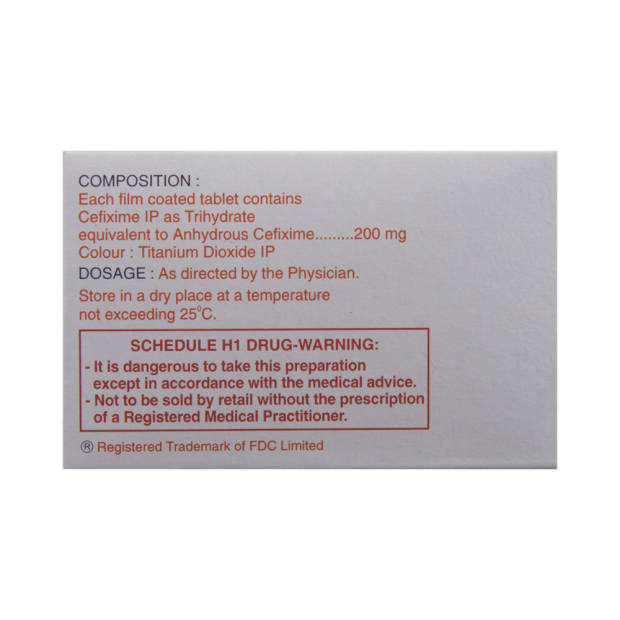 COMPOSITION :
Each film coated tablet contains
Cefixime IP as Trihydrate
equivalent to Anhydrous Cefixime.........200 mg
Colour : Titanium Dioxide IP
DOSAGE : As directed by the Physician.
Store in a dry place at a temperature
not exceeding 25°C.
SCHEDULE H1 DRUG-WARNING:
- It is dangerous to take this preparation
except in accordance with the medical advice.
- Not to be sold by retail without the prescription
of a Registered Medical Practitioner.
® Registered Trademark of FDC Limited